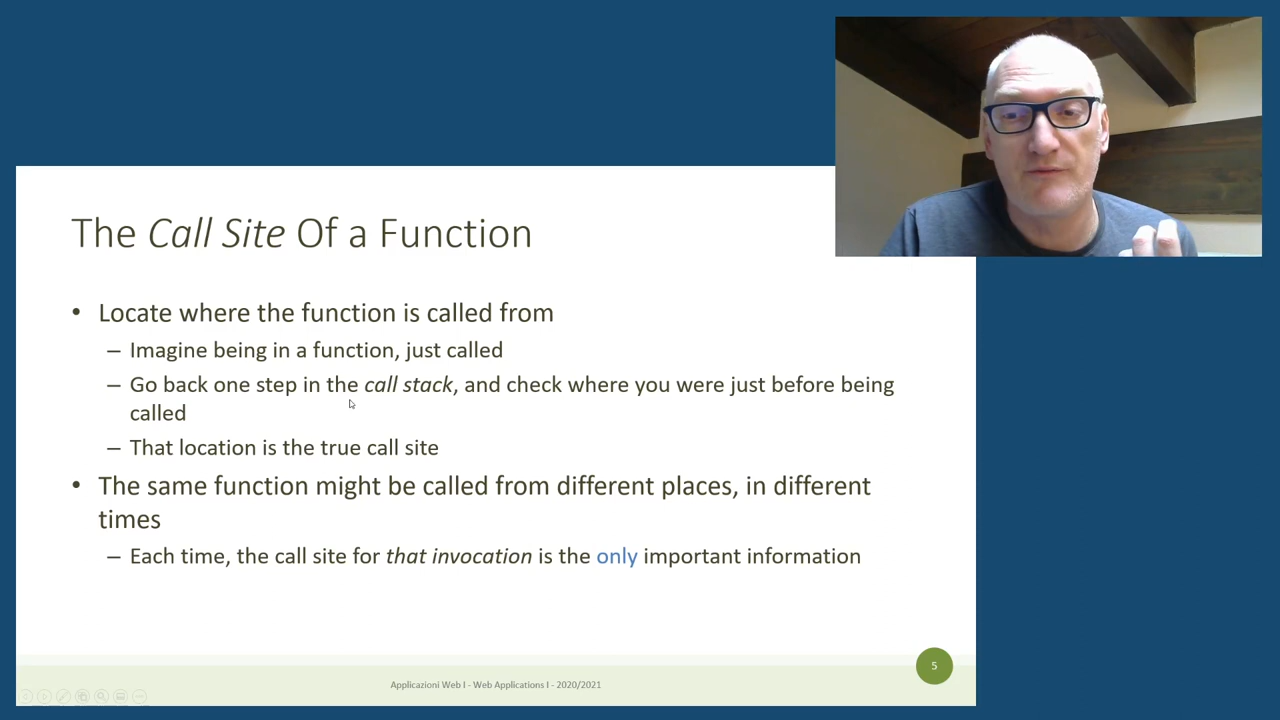 The Call Site Of a Function
• Locate where the function is called from
– Imagine being in a function, just called
– Go back one step in the call stack, and check where you were just before being
called
– That location is the true call site
• The same function might be called from different places, in different
times
– Each time, the call site for that invocation is the only important information
Applicazioni Web I - Web Applications I - 2020/2021
5